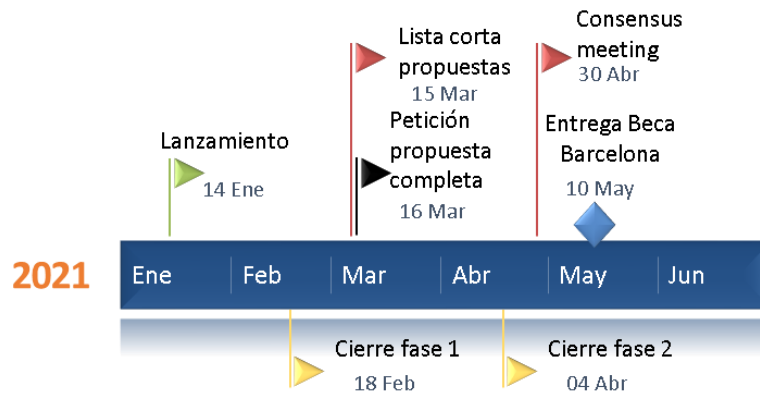 Lista corta
propuestas
15 Mar
Consensus
meeting
30 Abr
Lanzamiento
14 Ene
Petición
propuesta
completa
16 Mar
Entrega Beca
Barcelona
10 May
2021
Ene
Feb
Mar
Abr
May
Jun
Cierre fase 1
18 Feb
Cierre fase 2
04 Abr